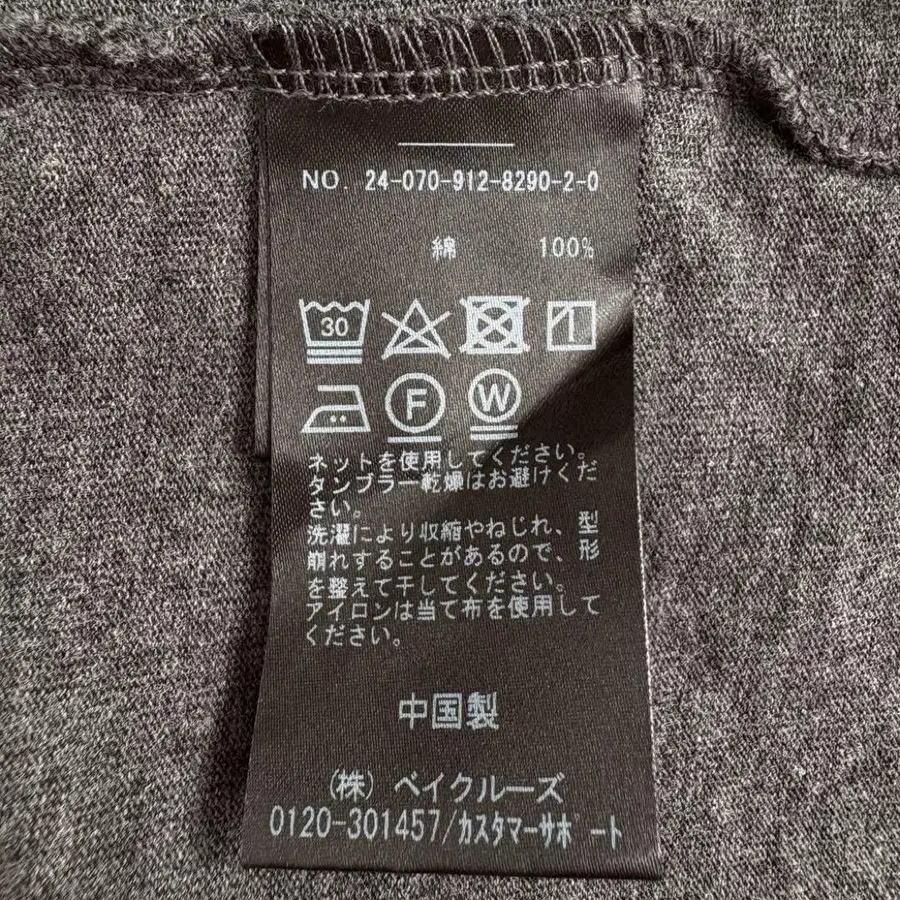 NO. 24-070-912-8290-2-0
綿 100%
30
F W
ネットを使用してください。
タンブラー乾燥はお避けくだ
さい。
洗濯により収縮やねじれ、型
崩れすることがあるので、形
を整えて干してください。
アイロンは当て布を使用して
ください。
中国製
(株) ベイクルーズ
0120-301457/カスタマーサポート